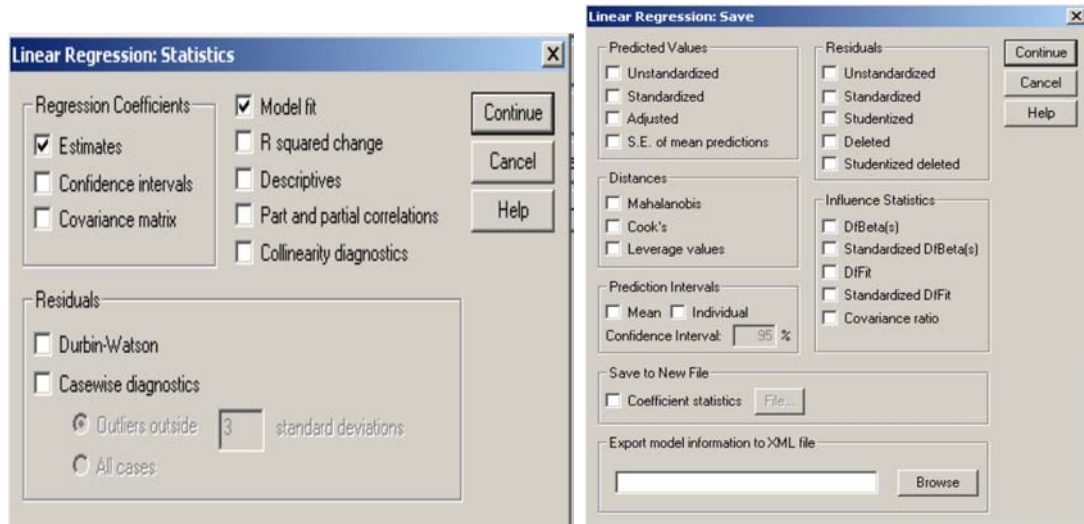 Linear Regression: Statistics
Regression Coefficients
Estimates
Confidence intervals
Covariance matrix
Model fit
R squared change
Descriptives
Part and partial correlations
Collinearity diagnostics
Continue
Cancel
Help
Residuals
Durbin-Watson
Casewise diagnostics
Outliers outside 3 standard deviations
All cases
Linear Regression: Save
Predicted Values
Unstandardized
Standardized
Adjusted
S.E. of mean predictions
Distances
Mahalanobis
Cook's
Leverage values
Prediction Intervals
Mean Individual
Confidence Interval: 95 %
Residuals
Unstandardized
Standardized
Studentized
Deleted
Studentized deleted
Influence Statistics
DfBeta(s)
Standardized DfBeta(s)
DfFit
Standardized DfFit
Covariance ratio
Continue
Cancel
Help
Save to New File
Coefficient statistics File...
Export model information to XML file
Browse